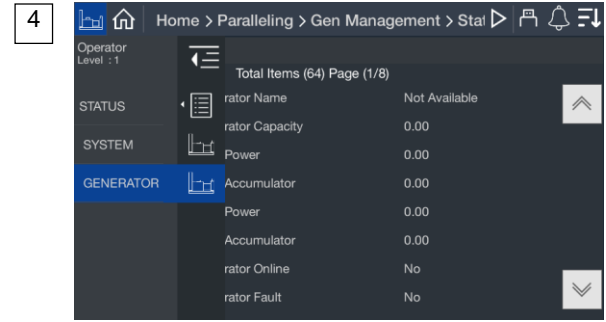 4
Home > Paralleling > Gen Management > Stat
Operator
Level : 1
Total Items (64) Page (1/8)
rator Name Not Available
STATUS
rator Capacity 0.00
SYSTEM
Power 0.00
GENERATOR
Accumulator 0.00
Power 0.00
Accumulator 0.00
rator Online No
rator Fault No